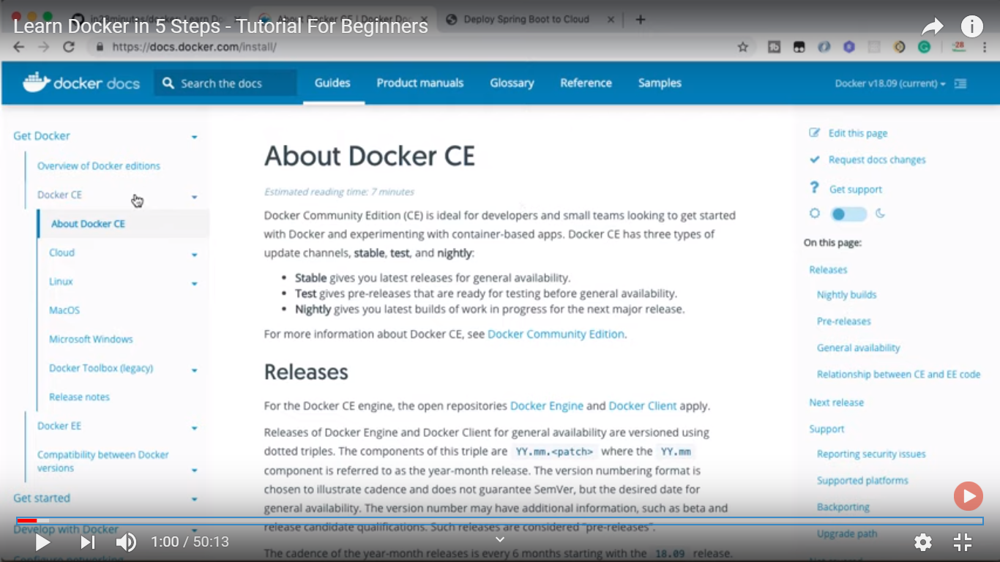 Learn Docker in 5 Steps - Tutorial For Beginners
Deploy Spring Boot to Cloud
https://docs.docker.com/install/
-28
docker docs
Search the docs
Guides
Product manuals
Glossary
Reference
Samples
Docker v18.09 (current)
Get Docker
Overview of Docker editions
Docker CE
About Docker CE
Cloud
Linux
MacOS
Microsoft Windows
Docker Toolbox (legacy)
Release notes
Docker EE
Compatibility between Docker
versions
Get started
Develop with Docker
Configure networking
About Docker CE
Estimated reading time: 7 minutes
Docker Community Edition (CE) is ideal for developers and small teams looking to get started
with Docker and experimenting with container-based apps. Docker CE has three types of
update channels, stable, test, and nightly:
• Stable gives you latest releases for general availability.
• Test gives pre-releases that are ready for testing before general availability.
• Nightly gives you latest builds of work in progress for the next major release.
For more information about Docker CE, see Docker Community Edition.
Releases
For the Docker CE engine, the open repositories Docker Engine and Docker Client apply.
Releases of Docker Engine and Docker Client for general availability are versioned using
dotted triples. The components of this triple are YY.mm.<patch> where the YY.mm
component is referred to as the year-month release. The version numbering format is
chosen to illustrate cadence and does not guarantee SemVer, but the desired date for
general availability. The version number may have additional information, such as beta and
release candidate qualifications. Such releases are considered "pre-releases".
The cadence of the year-month releases is every 6 months starting with the 18.09 release.
Edit this page
Request docs changes
Get support
On this page:
Releases
Nightly builds
Pre-releases
General availability
Relationship between CE and EE code
Next release
Support
Reporting security issues
Supported platforms
Backporting
Upgrade path
1:00 / 50:13